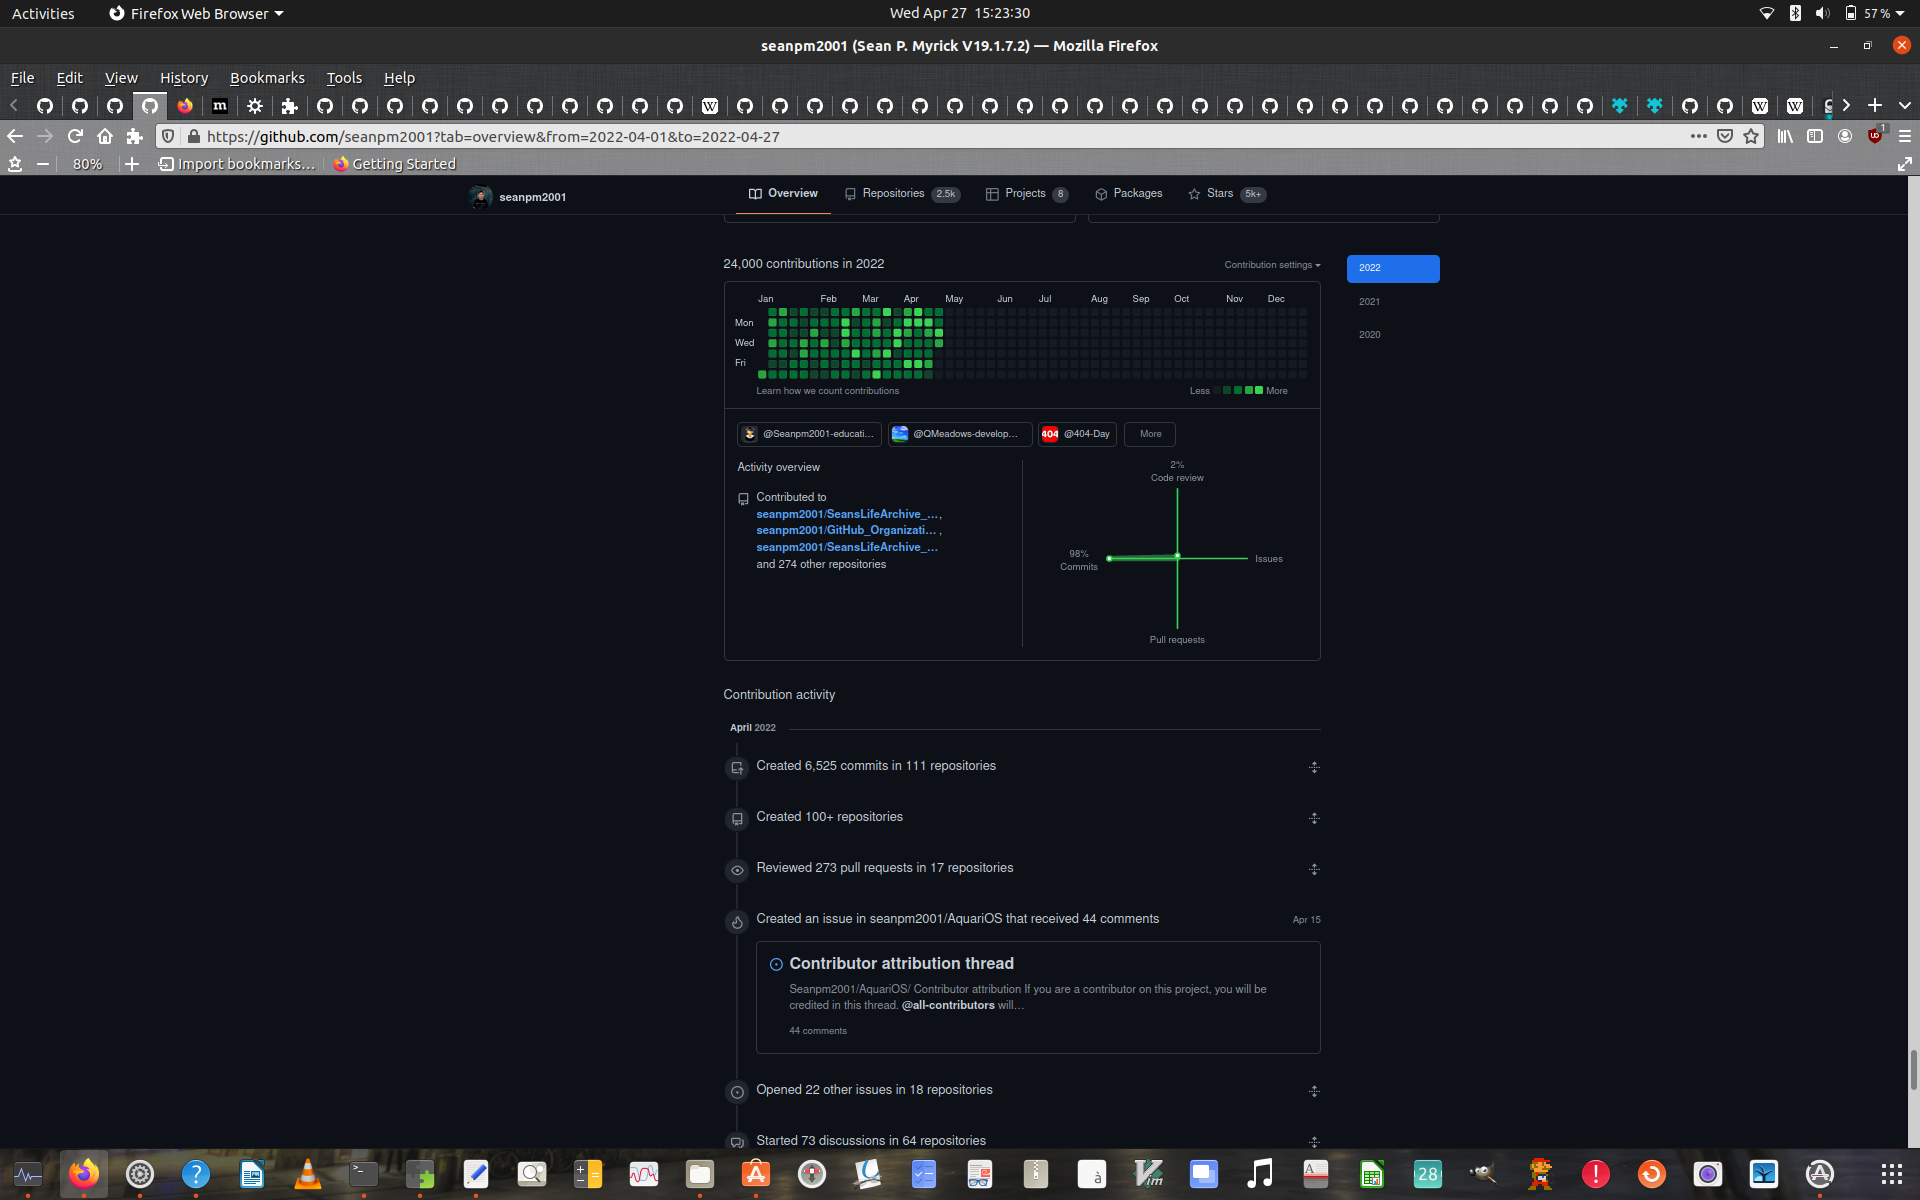 Activities
Firefox Web Browser
Wed Apr 27 15:23:30
57 %
seanpm2001 (Sean P. Myrick V19.1.7.2) — Mozilla Firefox
File Edit View History Bookmarks Tools Help
https://github.com/seanpm2001?tab=overview&from=2022-04-01&to=2022-04-27
80%
Import bookmarks...
Getting Started
seanpm2001
Overview
Repositories 2.5k
Projects 8
Packages
Stars 5k+
24,000 contributions in 2022
Contribution settings
2022
2021
2020
Jan Feb Mar Apr May Jun Jul Aug Sep Oct Nov Dec
Mon
Wed
Fri
Learn how we count contributions
Less More
@Seanpm2001-educati...
@QMeadows-develop...
404 @404-Day
More
Activity overview
Contributed to
seanpm2001/SeansLifeArchive_...,
seanpm2001/GitHub_Organizati... ,
seanpm2001/SeansLifeArchive_...
and 274 other repositories
2%
Code review
98%
Commits
Issues
Pull requests
Contribution activity
April 2022
Created 6,525 commits in 111 repositories
Created 100+ repositories
Reviewed 273 pull requests in 17 repositories
Created an issue in seanpm2001/AquariOS that received 44 comments
Apr 15
Contributor attribution thread
Seanpm2001/AquariOS/ Contributor attribution If you are a contributor on this project, you will be
credited in this thread. @all-contributors will...
44 comments
Opened 22 other issues in 18 repositories
Started 73 discussions in 64 repositories
28